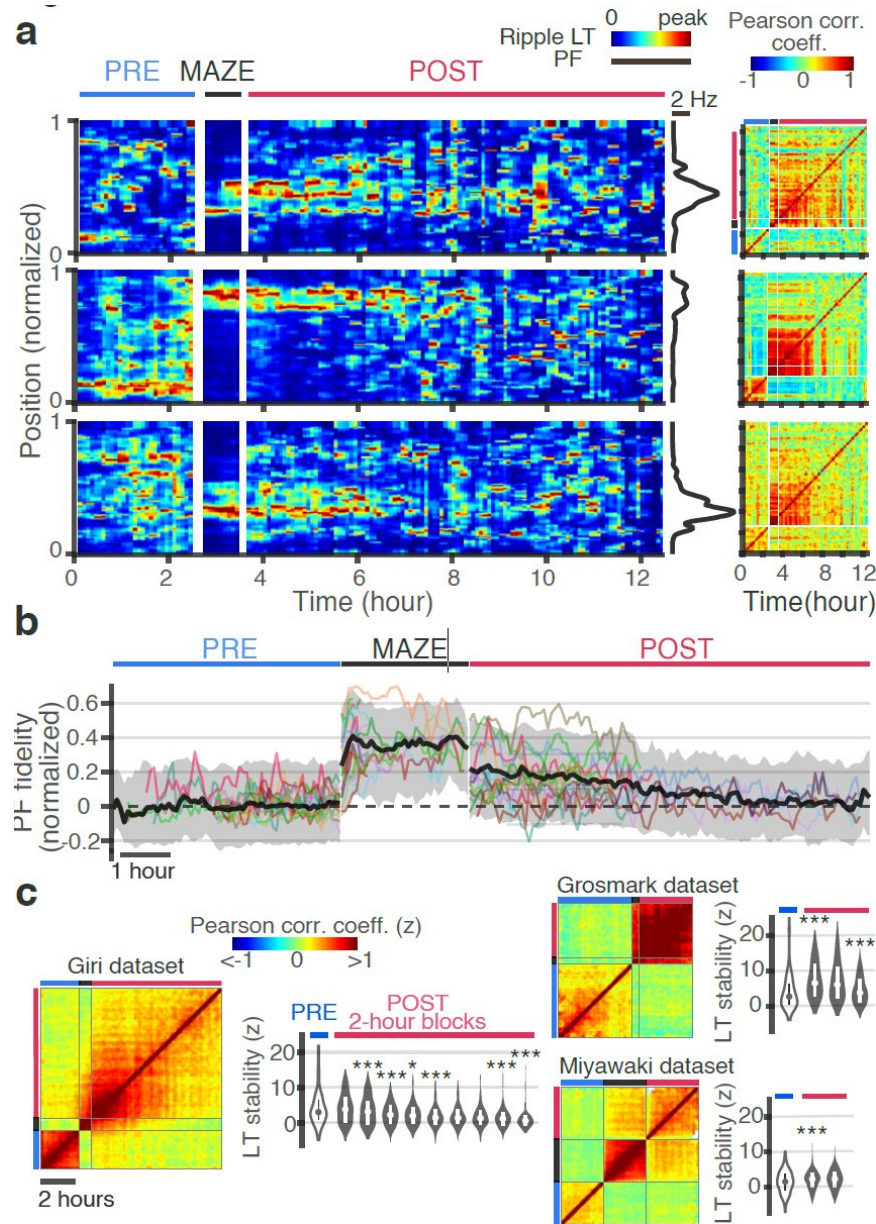 a
0 peak
Ripple LT
PF
Pearson corr.
coeff.
-1 1
PRE MAZE POST
2 Hz
1
0
1
0
1
0
Position (normalized)
0 2 4 6 8 10 12
Time (hour)
0 4 8 12
Time(hour)
b
PRE MAZE POST
PF fidelity
(normalized)
0.6
0.4
0.2
0
-0.2
1 hour
c
Pearson corr. coeff. (z)
<-1 0 >1
Giri dataset
2 hours
PRE POST
2-hour blocks
LT stability (z)
20
10
0
*** *** * *** *** ***
Grosmark dataset
LT stability (z)
20
10
0
*** ***
Miyawaki dataset
LT stability (z)
20
10
0
***